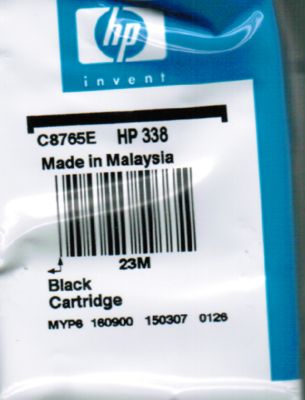 hp
invent
C8765E HP 338
Made in Malaysia
23M
Black
Cartridge
MYP6 160900 150307 0126